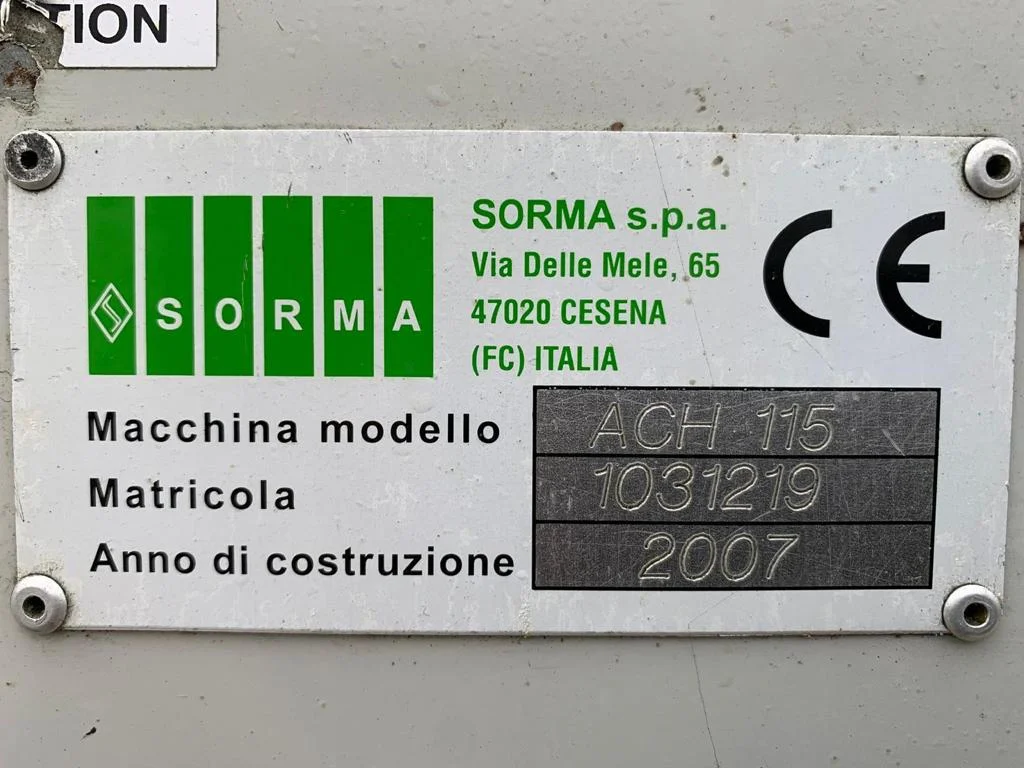 TION
SORMA
SORMA s.p.a.
Via Delle Mele, 65
47020 CESENA
(FC) ITALIA
CE
Macchina modello ACH 115
Matricola 1031219
Anno di costruzione 2007